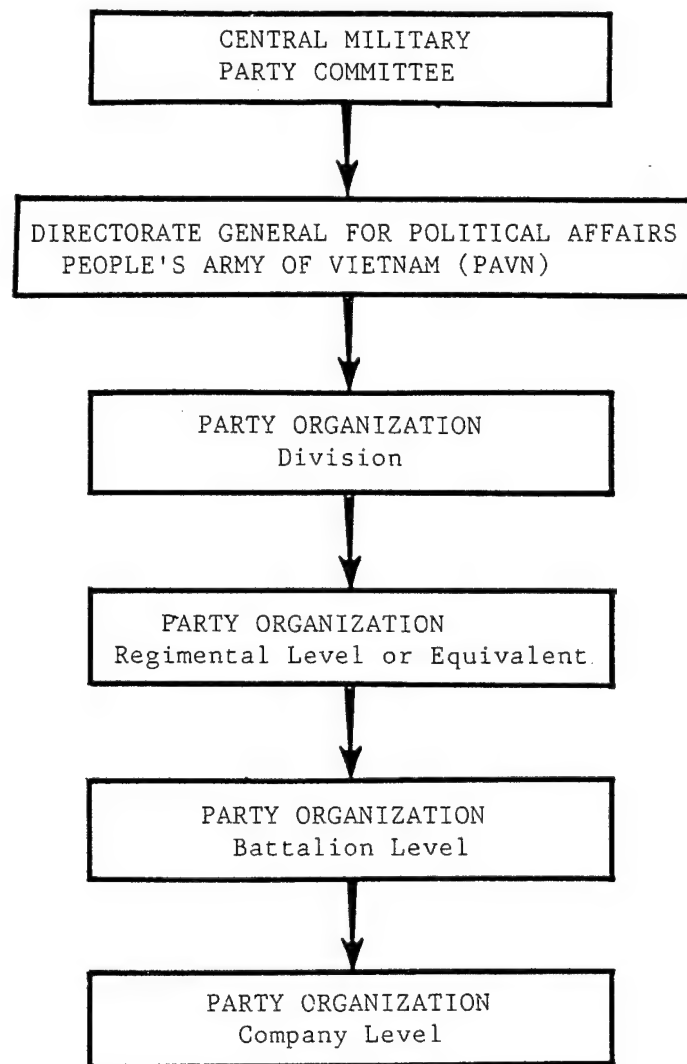 CENTRAL MILITARY
PARTY COMMITTEE
DIRECTORATE GENERAL FOR POLITICAL AFFAIRS
PEOPLE'S ARMY OF VIETNAM (PAVN)
PARTY ORGANIZATION
Division
PARTY ORGANIZATION
Regimental Level or Equivalent
PARTY ORGANIZATION
Battalion Level
PARTY ORGANIZATION
Company Level